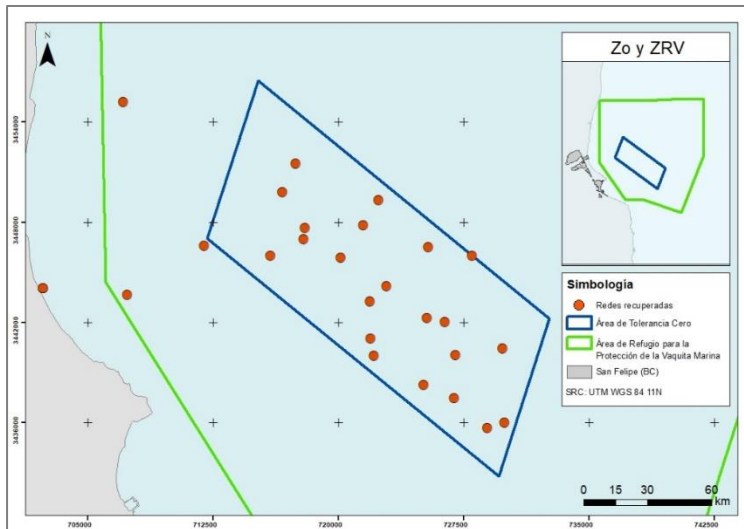 N
Zo y ZRV
3454000
3448000
3442000
3436000
Simbología
Redes recuperadas
Área de Tolerancia Cero
Área de Refugio para la
Protección de la Vaquita Marina
San Felipe (BC)
SRC: UTM WGS 84 11N
0 15 30 45 60
km
705000 712500 720000 727500 735000 742500